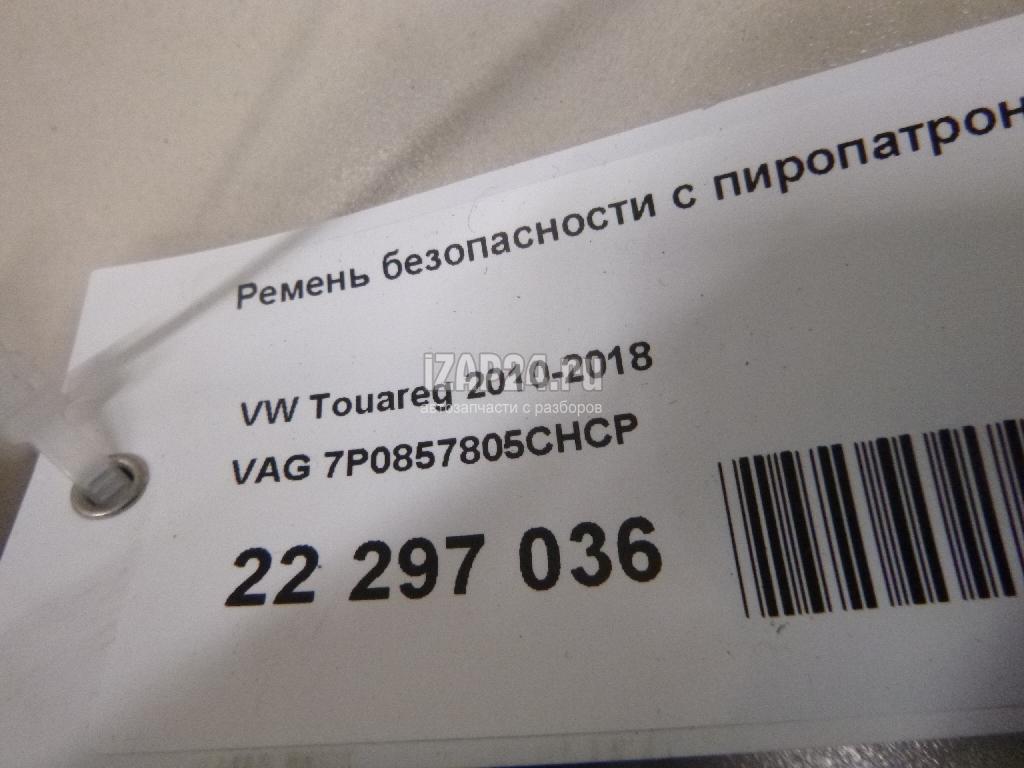 Ремень безопасности с пиропатрон
iZAP24.ru
VW Touareg 2010-2018
автозапчасти с разборов
VAG 7P0857805CHCP
22 297 036